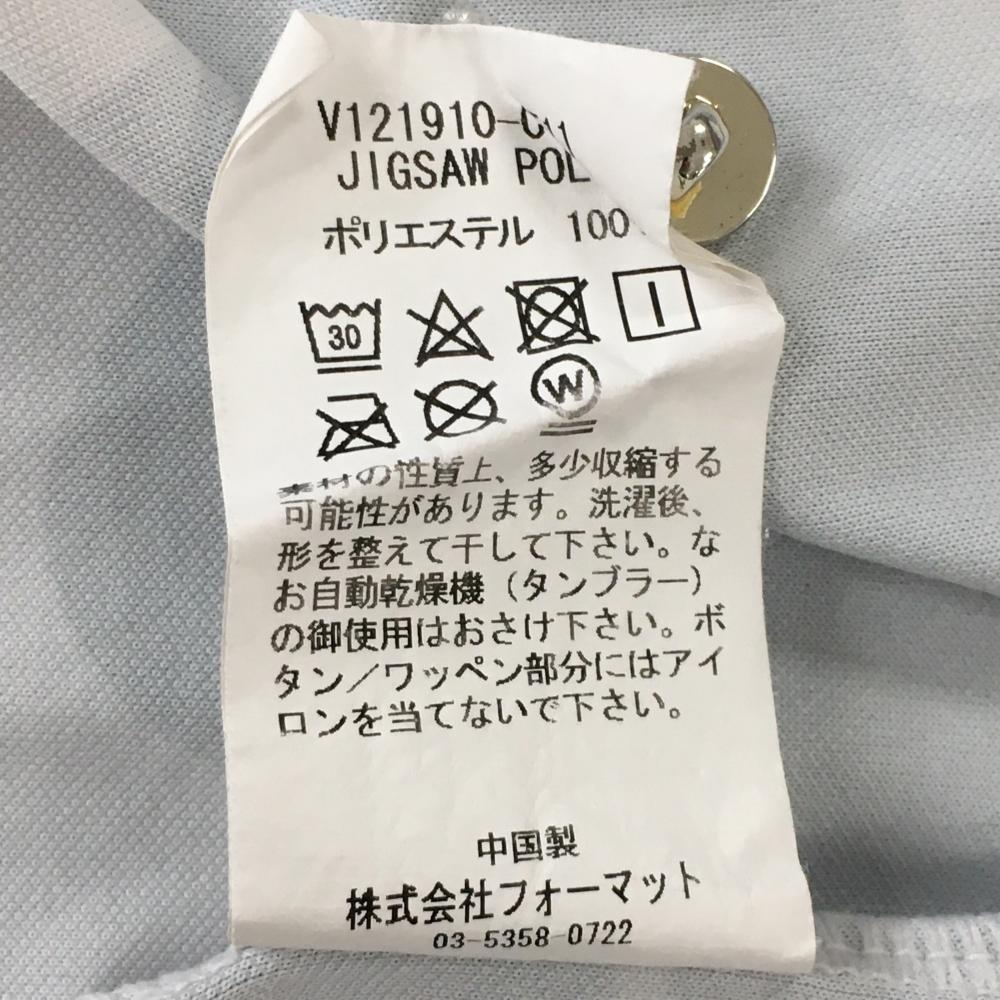 V121910-
JIGSAW POL
ポリエステル 100
30
W
素材の性質上、多少収縮する
可能性があります。洗濯後、
形を整えて干して下さい。な
お自動乾燥機（タンブラー）
の御使用はおさけ下さい。ボ
タン／ワッペン部分にはアイ
ロンを当てないで下さい。
中国製
株式会社フォーマット
03-5358-0722